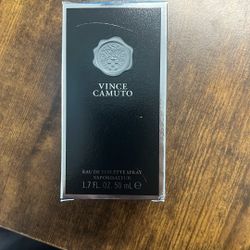 VINCE
CAMUTO
EAU DE TOILETTE SPRAY
VAPORISATEUR
1.7 FL. OZ. 50 mL ℮